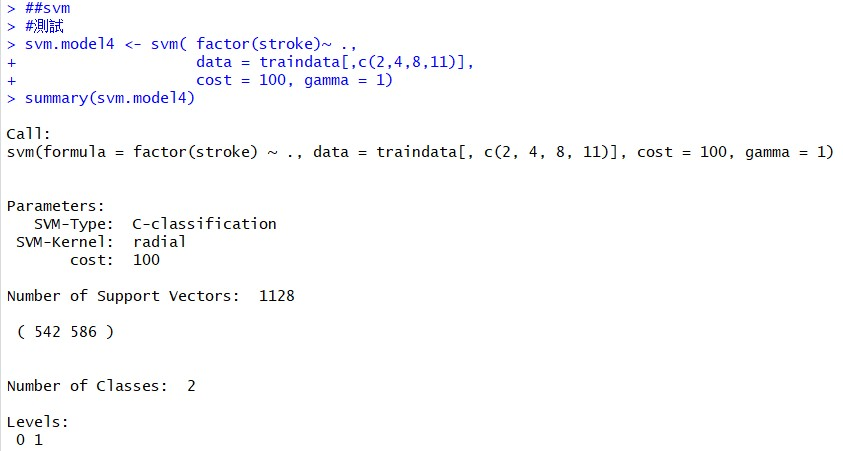 > ##svm
> #測試
> svm.model4 <- svm( factor(stroke)~ .,
+                    data = traindata[,c(2,4,8,11)],
+                    cost = 100, gamma = 1)
> summary(svm.model4)
Call:
svm(formula = factor(stroke) ~ ., data = traindata[, c(2, 4, 8, 11)], cost = 100, gamma = 1)
Parameters:
   SVM-Type:  C-classification
 SVM-Kernel:  radial
       cost:  100
Number of Support Vectors:  1128
 ( 542 586 )
Number of Classes:  2
Levels:
 0 1